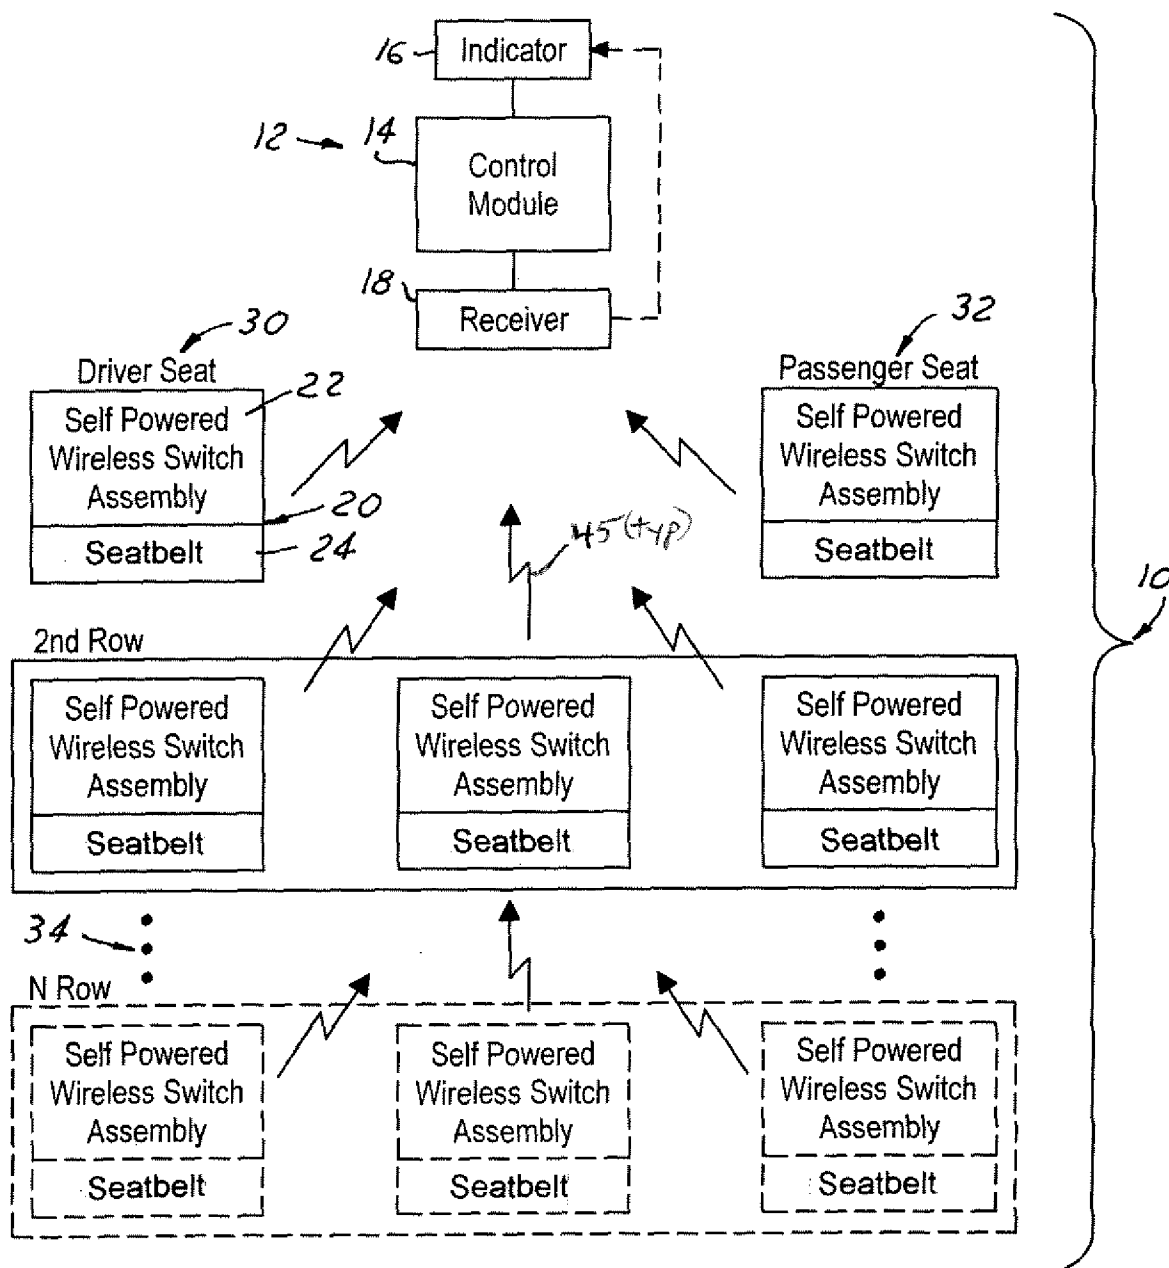 16 Indicator
12 14
Control
Module
18
Receiver
30
32
Driver Seat
Passenger Seat
22
Self Powered
Wireless Switch
Assembly
20
Seatbelt
24
Self Powered
Wireless Switch
Assembly
Seatbelt
45 (typ)
10
2nd Row
Self Powered
Wireless Switch
Assembly
Seatbelt
Self Powered
Wireless Switch
Assembly
Seatbelt
Self Powered
Wireless Switch
Assembly
Seatbelt
34
N Row
Self Powered
Wireless Switch
Assembly
Seatbelt
Self Powered
Wireless Switch
Assembly
Seatbelt
Self Powered
Wireless Switch
Assembly
Seatbelt